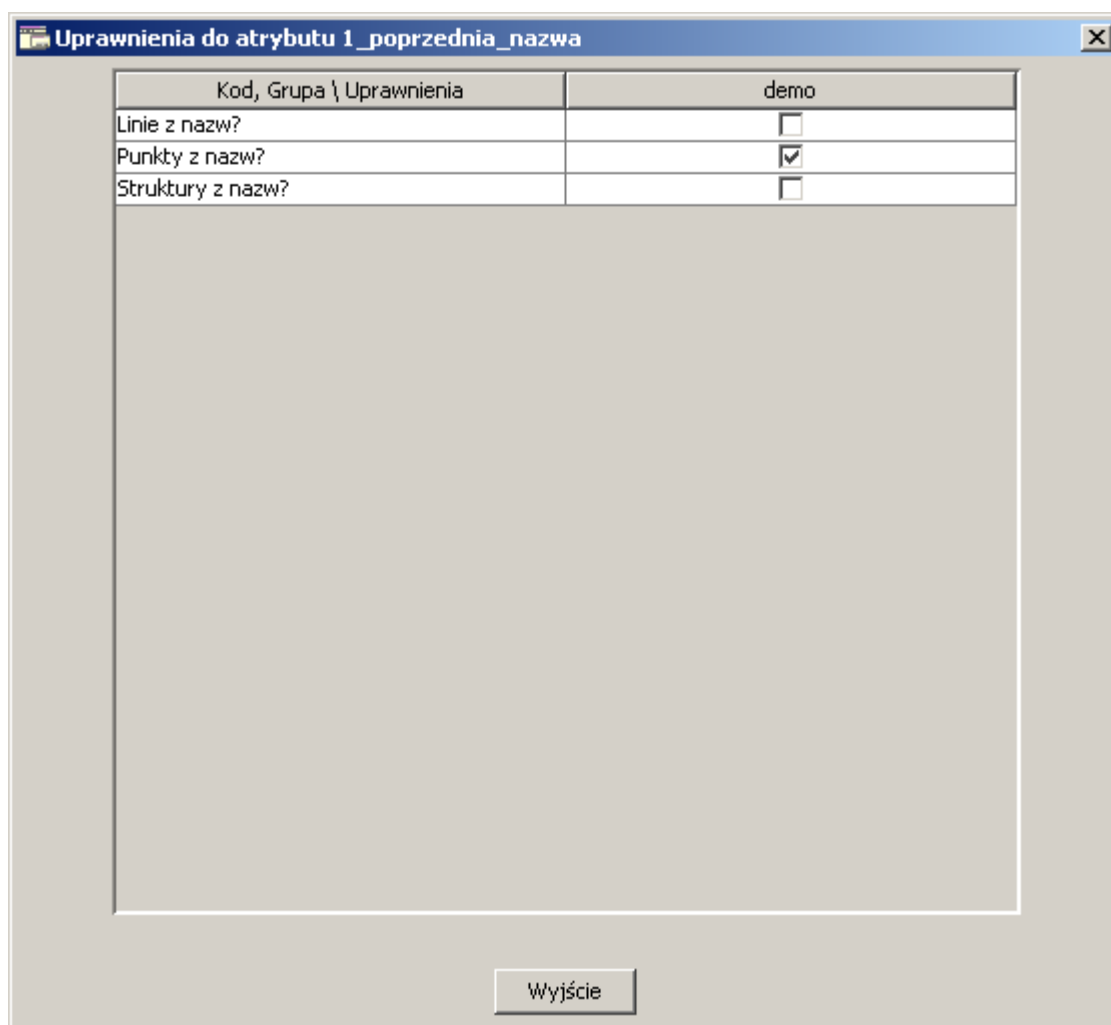 Uprawnienia do atrybutu 1_poprzednia_nazwa
Kod, Grupa \ Uprawnienia demo
Linie z nazw?
Punkty z nazw?
Struktury z nazw?
Wyjście